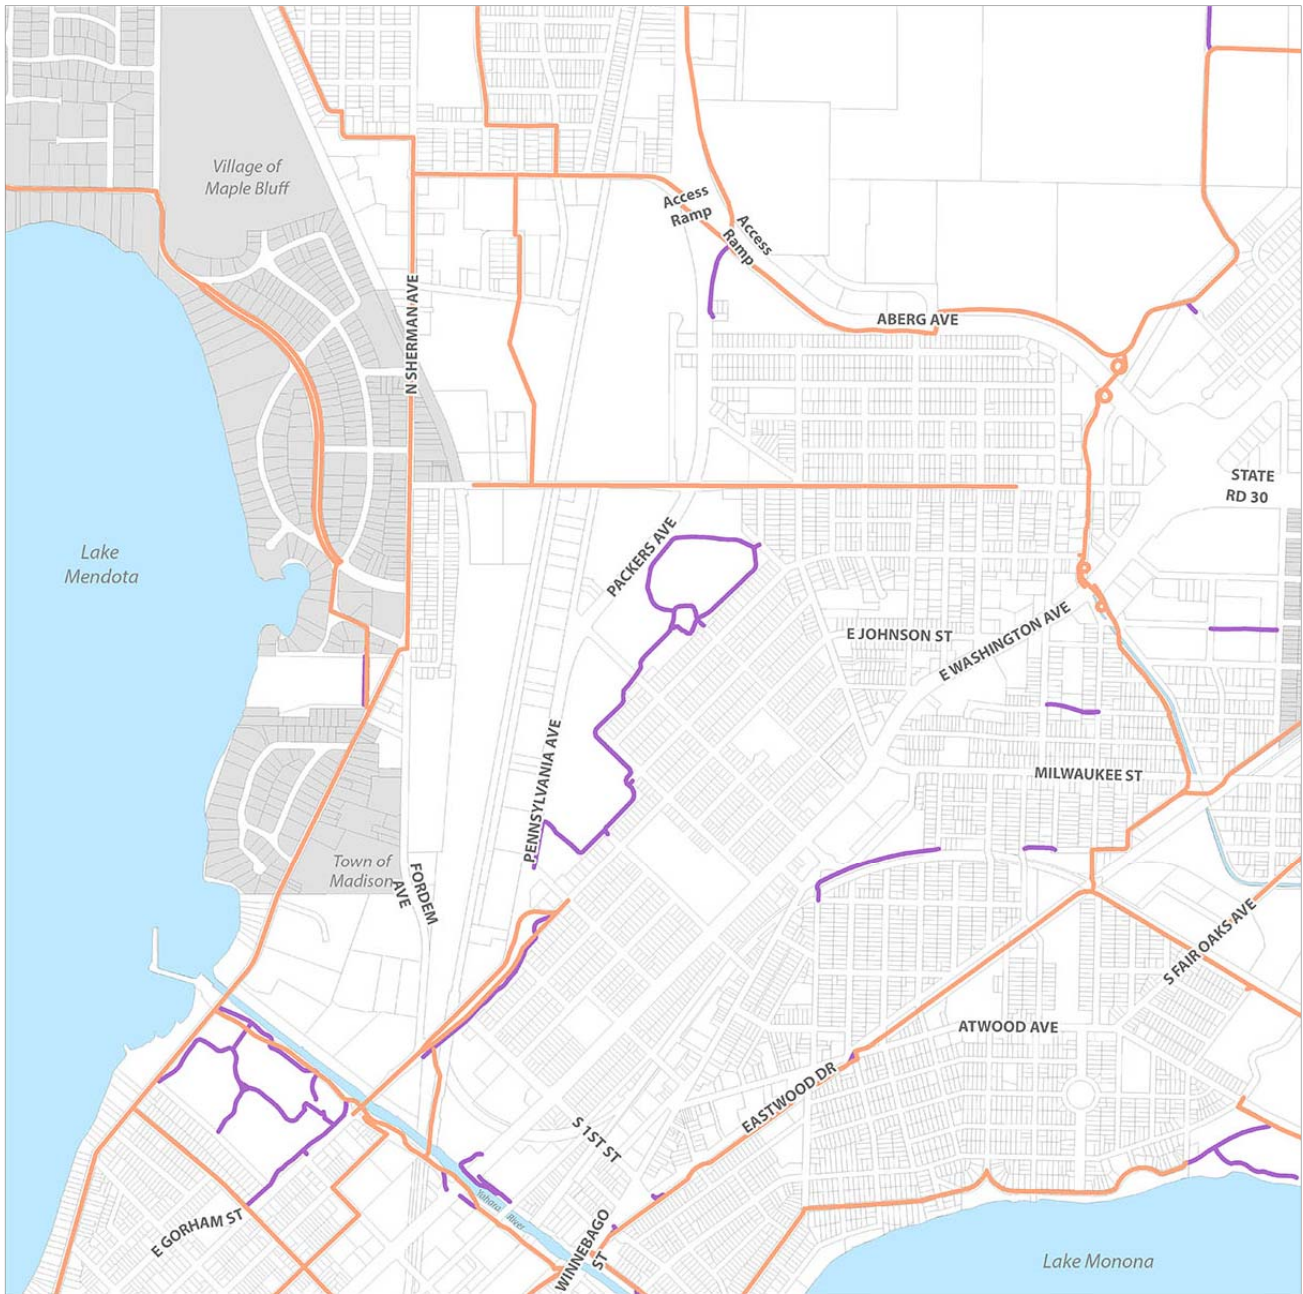 Village of
Maple Bluff
Access
Ramp
Access
Ramp
N SHERMAN AVE
ABERG AVE
STATE
RD 30
Lake
Mendota
PACKERS AVE
E JOHNSON ST
E WASHINGTON AVE
PENNSYLVANIA AVE
MILWAUKEE ST
Town of
Madison
FORDEM
AVE
S FAIR OAKS AVE
ATWOOD AVE
EASTWOOD DR
S 1ST ST
Yahara
River
E GORHAM ST
WINNEBAGO
ST
Lake Monona